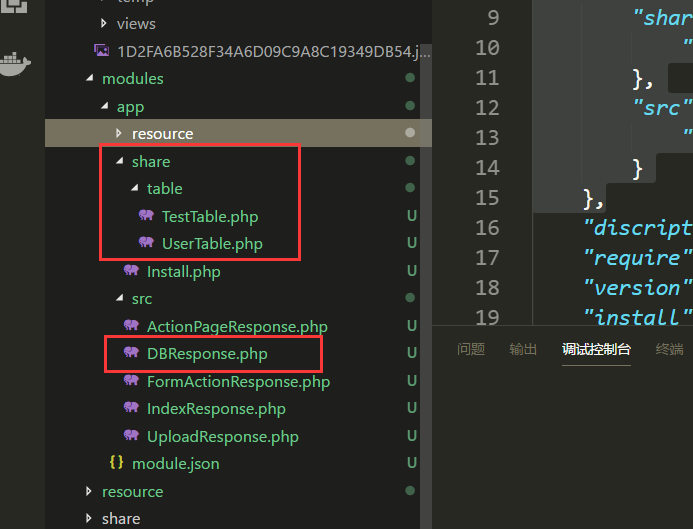 temp
views
1D2FA6B528F34A6D09C9A8C19349DB54.j...
modules
app
resource
share
table
TestTable.php U
UserTable.php U
Install.php U
src
ActionPageResponse.php U
DBResponse.php U
FormActionResponse.php U
IndexResponse.php U
UploadResponse.php U
{} module.json U
resource
share
9 "shar
10 "
11 },
12 "src"
13 "
14 }
15 },
16 "discript
17 "require"
18 "version"
19 "install"
问题 输出 调试控制台 终端